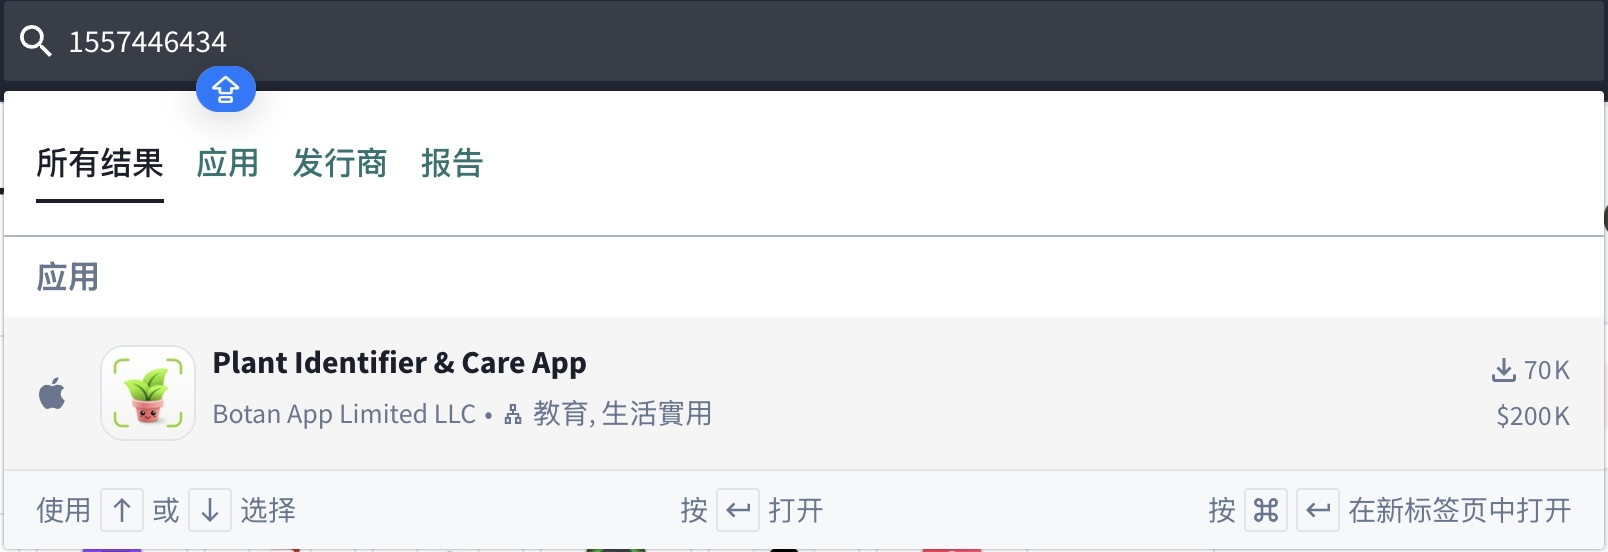 1557446434
所有结果 应用 发行商 报告
应用
Plant Identifier & Care App
70K
Botan App Limited LLC • 教育, 生活實用
$200K
使用 ↑ 或 ↓ 选择 按 ↵ 打开 按 ⌘ ↵ 在新标签页中打开